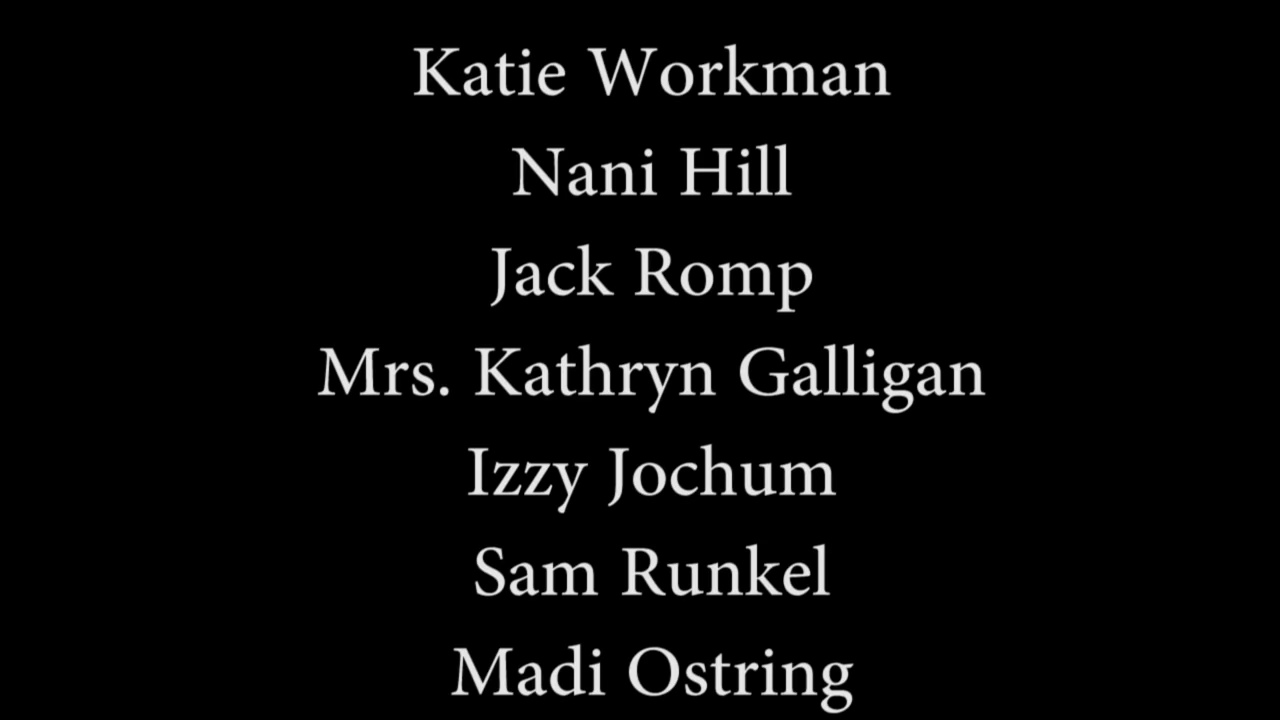 Katie Workman
Nani Hill
Jack Romp
Mrs. Kathryn Galligan
Izzy Jochum
Sam Runkel
Madi Ostring